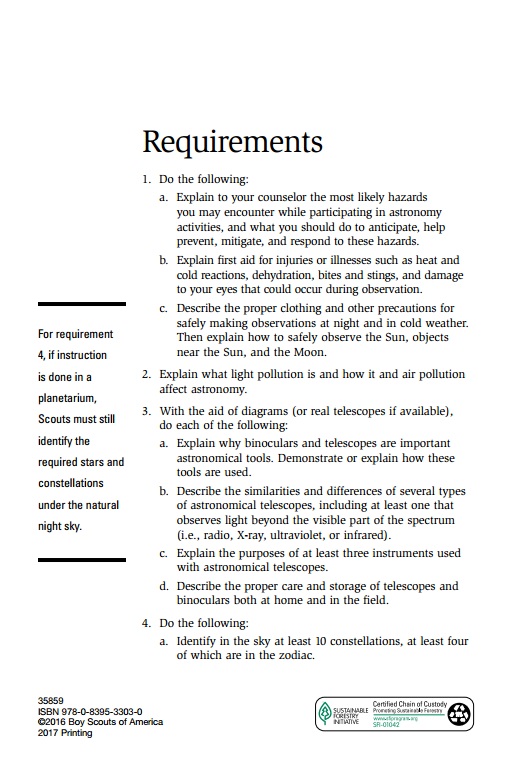 Requirements
1. Do the following:
a. Explain to your counselor the most likely hazards
you may encounter while participating in astronomy
activities, and what you should do to anticipate, help
prevent, mitigate, and respond to these hazards.
b. Explain first aid for injuries or illnesses such as heat and
cold reactions, dehydration, bites and stings, and damage
to your eyes that could occur during observation.
c. Describe the proper clothing and other precautions for
safely making observations at night and in cold weather.
Then explain how to safely observe the Sun, objects
near the Sun, and the Moon.
2. Explain what light pollution is and how it and air pollution
affect astronomy.
3. With the aid of diagrams (or real telescopes if available),
do each of the following:
a. Explain why binoculars and telescopes are important
astronomical tools. Demonstrate or explain how these
tools are used.
b. Describe the similarities and differences of several types
of astronomical telescopes, including at least one that
observes light beyond the visible part of the spectrum
(i.e., radio, X-ray, ultraviolet, or infrared).
c. Explain the purposes of at least three instruments used
with astronomical telescopes.
d. Describe the proper care and storage of telescopes and
binoculars both at home and in the field.
4. Do the following:
a. Identify in the sky at least 10 constellations, at least four
of which are in the zodiac.
For requirement
4, if instruction
is done in a
planetarium,
Scouts must still
identify the
required stars and
constellations
under the natural
night sky.
35859
ISBN 978-0-8395-3303-0
©2016 Boy Scouts of America
2017 Printing
SUSTAINABLE
FORESTRY
INITIATIVE
Certified Chain of Custody
Promoting Sustainable Forestry
www.sfiprogram.org
SFI-01042